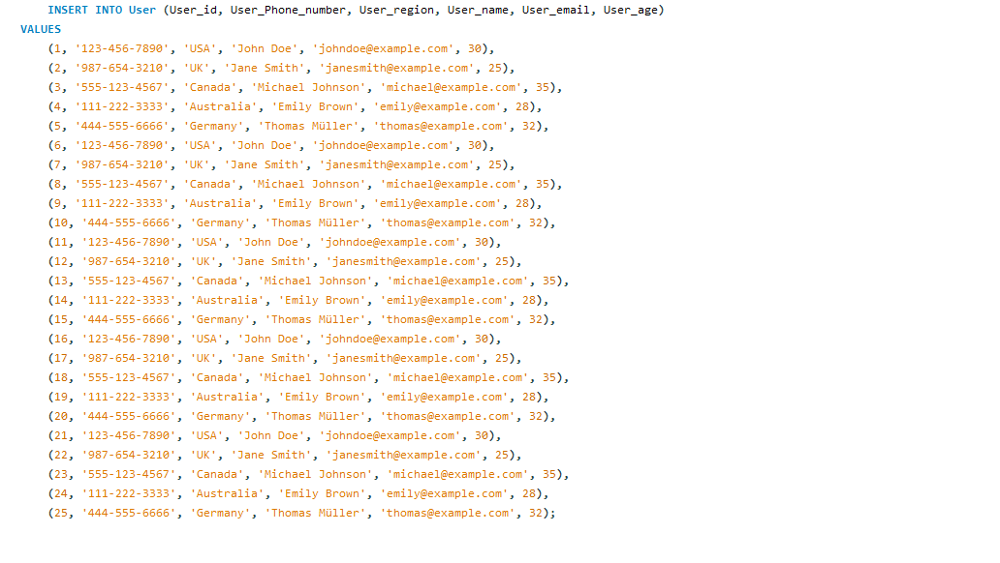 INSERT INTO User (User_id, User_Phone_number, User_region, User_name, User_email, User_age)
VALUES
(1, '123-456-7890', 'USA', 'John Doe', 'johndoe@example.com', 30),
(2, '987-654-3210', 'UK', 'Jane Smith', 'janesmith@example.com', 25),
(3, '555-123-4567', 'Canada', 'Michael Johnson', 'michael@example.com', 35),
(4, '111-222-3333', 'Australia', 'Emily Brown', 'emily@example.com', 28),
(5, '444-555-6666', 'Germany', 'Thomas Müller', 'thomas@example.com', 32),
(6, '123-456-7890', 'USA', 'John Doe', 'johndoe@example.com', 30),
(7, '987-654-3210', 'UK', 'Jane Smith', 'janesmith@example.com', 25),
(8, '555-123-4567', 'Canada', 'Michael Johnson', 'michael@example.com', 35),
(9, '111-222-3333', 'Australia', 'Emily Brown', 'emily@example.com', 28),
(10, '444-555-6666', 'Germany', 'Thomas Müller', 'thomas@example.com', 32),
(11, '123-456-7890', 'USA', 'John Doe', 'johndoe@example.com', 30),
(12, '987-654-3210', 'UK', 'Jane Smith', 'janesmith@example.com', 25),
(13, '555-123-4567', 'Canada', 'Michael Johnson', 'michael@example.com', 35),
(14, '111-222-3333', 'Australia', 'Emily Brown', 'emily@example.com', 28),
(15, '444-555-6666', 'Germany', 'Thomas Müller', 'thomas@example.com', 32),
(16, '123-456-7890', 'USA', 'John Doe', 'johndoe@example.com', 30),
(17, '987-654-3210', 'UK', 'Jane Smith', 'janesmith@example.com', 25),
(18, '555-123-4567', 'Canada', 'Michael Johnson', 'michael@example.com', 35),
(19, '111-222-3333', 'Australia', 'Emily Brown', 'emily@example.com', 28),
(20, '444-555-6666', 'Germany', 'Thomas Müller', 'thomas@example.com', 32),
(21, '123-456-7890', 'USA', 'John Doe', 'johndoe@example.com', 30),
(22, '987-654-3210', 'UK', 'Jane Smith', 'janesmith@example.com', 25),
(23, '555-123-4567', 'Canada', 'Michael Johnson', 'michael@example.com', 35),
(24, '111-222-3333', 'Australia', 'Emily Brown', 'emily@example.com', 28),
(25, '444-555-6666', 'Germany', 'Thomas Müller', 'thomas@example.com', 32);